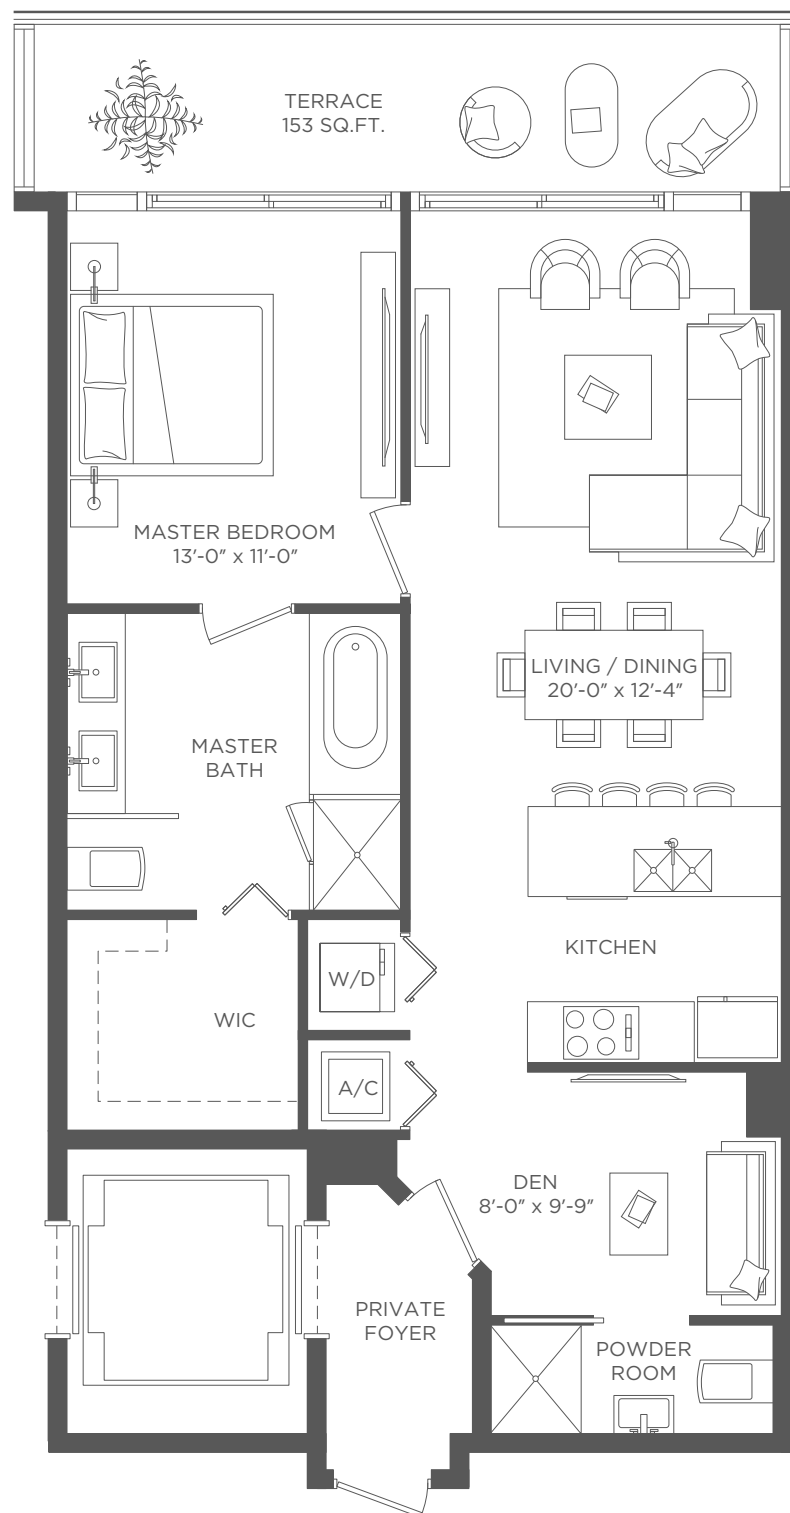 TERRACE
153 SQ.FT.
MASTER BEDROOM
13'-0" x 11'-0"
LIVING / DINING
20'-0" x 12'-4"
MASTER
BATH
KITCHEN
W/D
WIC
A/C
DEN
8'-0" x 9'-9"
PRIVATE
FOYER
POWDER
ROOM